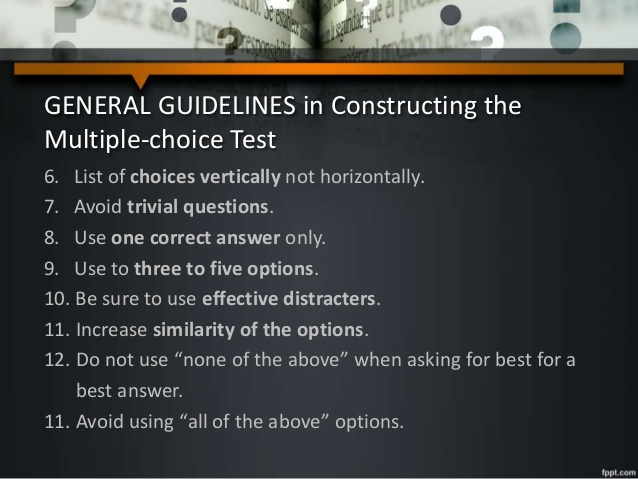 GENERAL GUIDELINES in Constructing the
Multiple-choice Test
6. List of choices vertically not horizontally.
7. Avoid trivial questions.
8. Use one correct answer only.
9. Use to three to five options.
10. Be sure to use effective distracters.
11. Increase similarity of the options.
12. Do not use “none of the above” when asking for best for a
best answer.
11. Avoid using “all of the above” options.
fppt.com